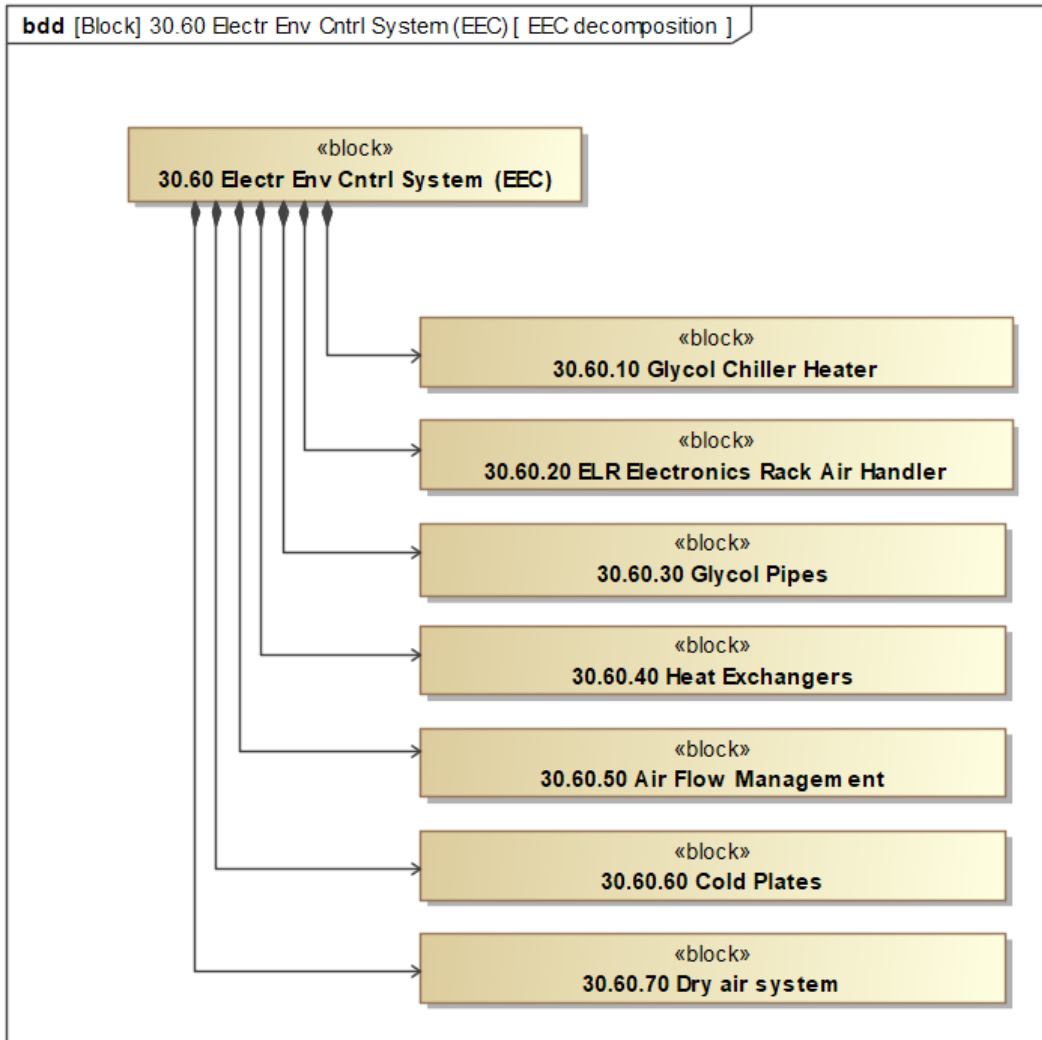 bdd [Block] 30.60 Electr Env Cntrl System (EEC) [ EEC decomposition ]
«block»
30.60 Electr Env Cntrl System (EEC)
«block»
30.60.10 Glycol Chiller Heater
«block»
30.60.20 ELR Electronics Rack Air Handler
«block»
30.60.30 Glycol Pipes
«block»
30.60.40 Heat Exchangers
«block»
30.60.50 Air Flow Management
«block»
30.60.60 Cold Plates
«block»
30.60.70 Dry air system